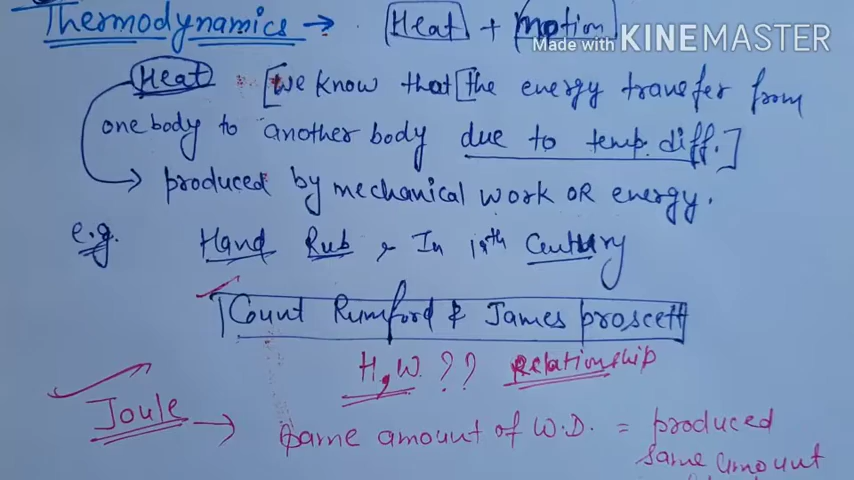 Thermodynamics → Heat + motion
Made with KINEMASTER
Heat [we know that [the energy transfer from
one body to another body due to temp. diff.]
→ produced by mechanical work OR energy.
e.g. Hand Rub, In 18th Century
Count Rumford & James proscett
H, W. ?? Relationship
Joule → same amount of W.D. = produced
same amount